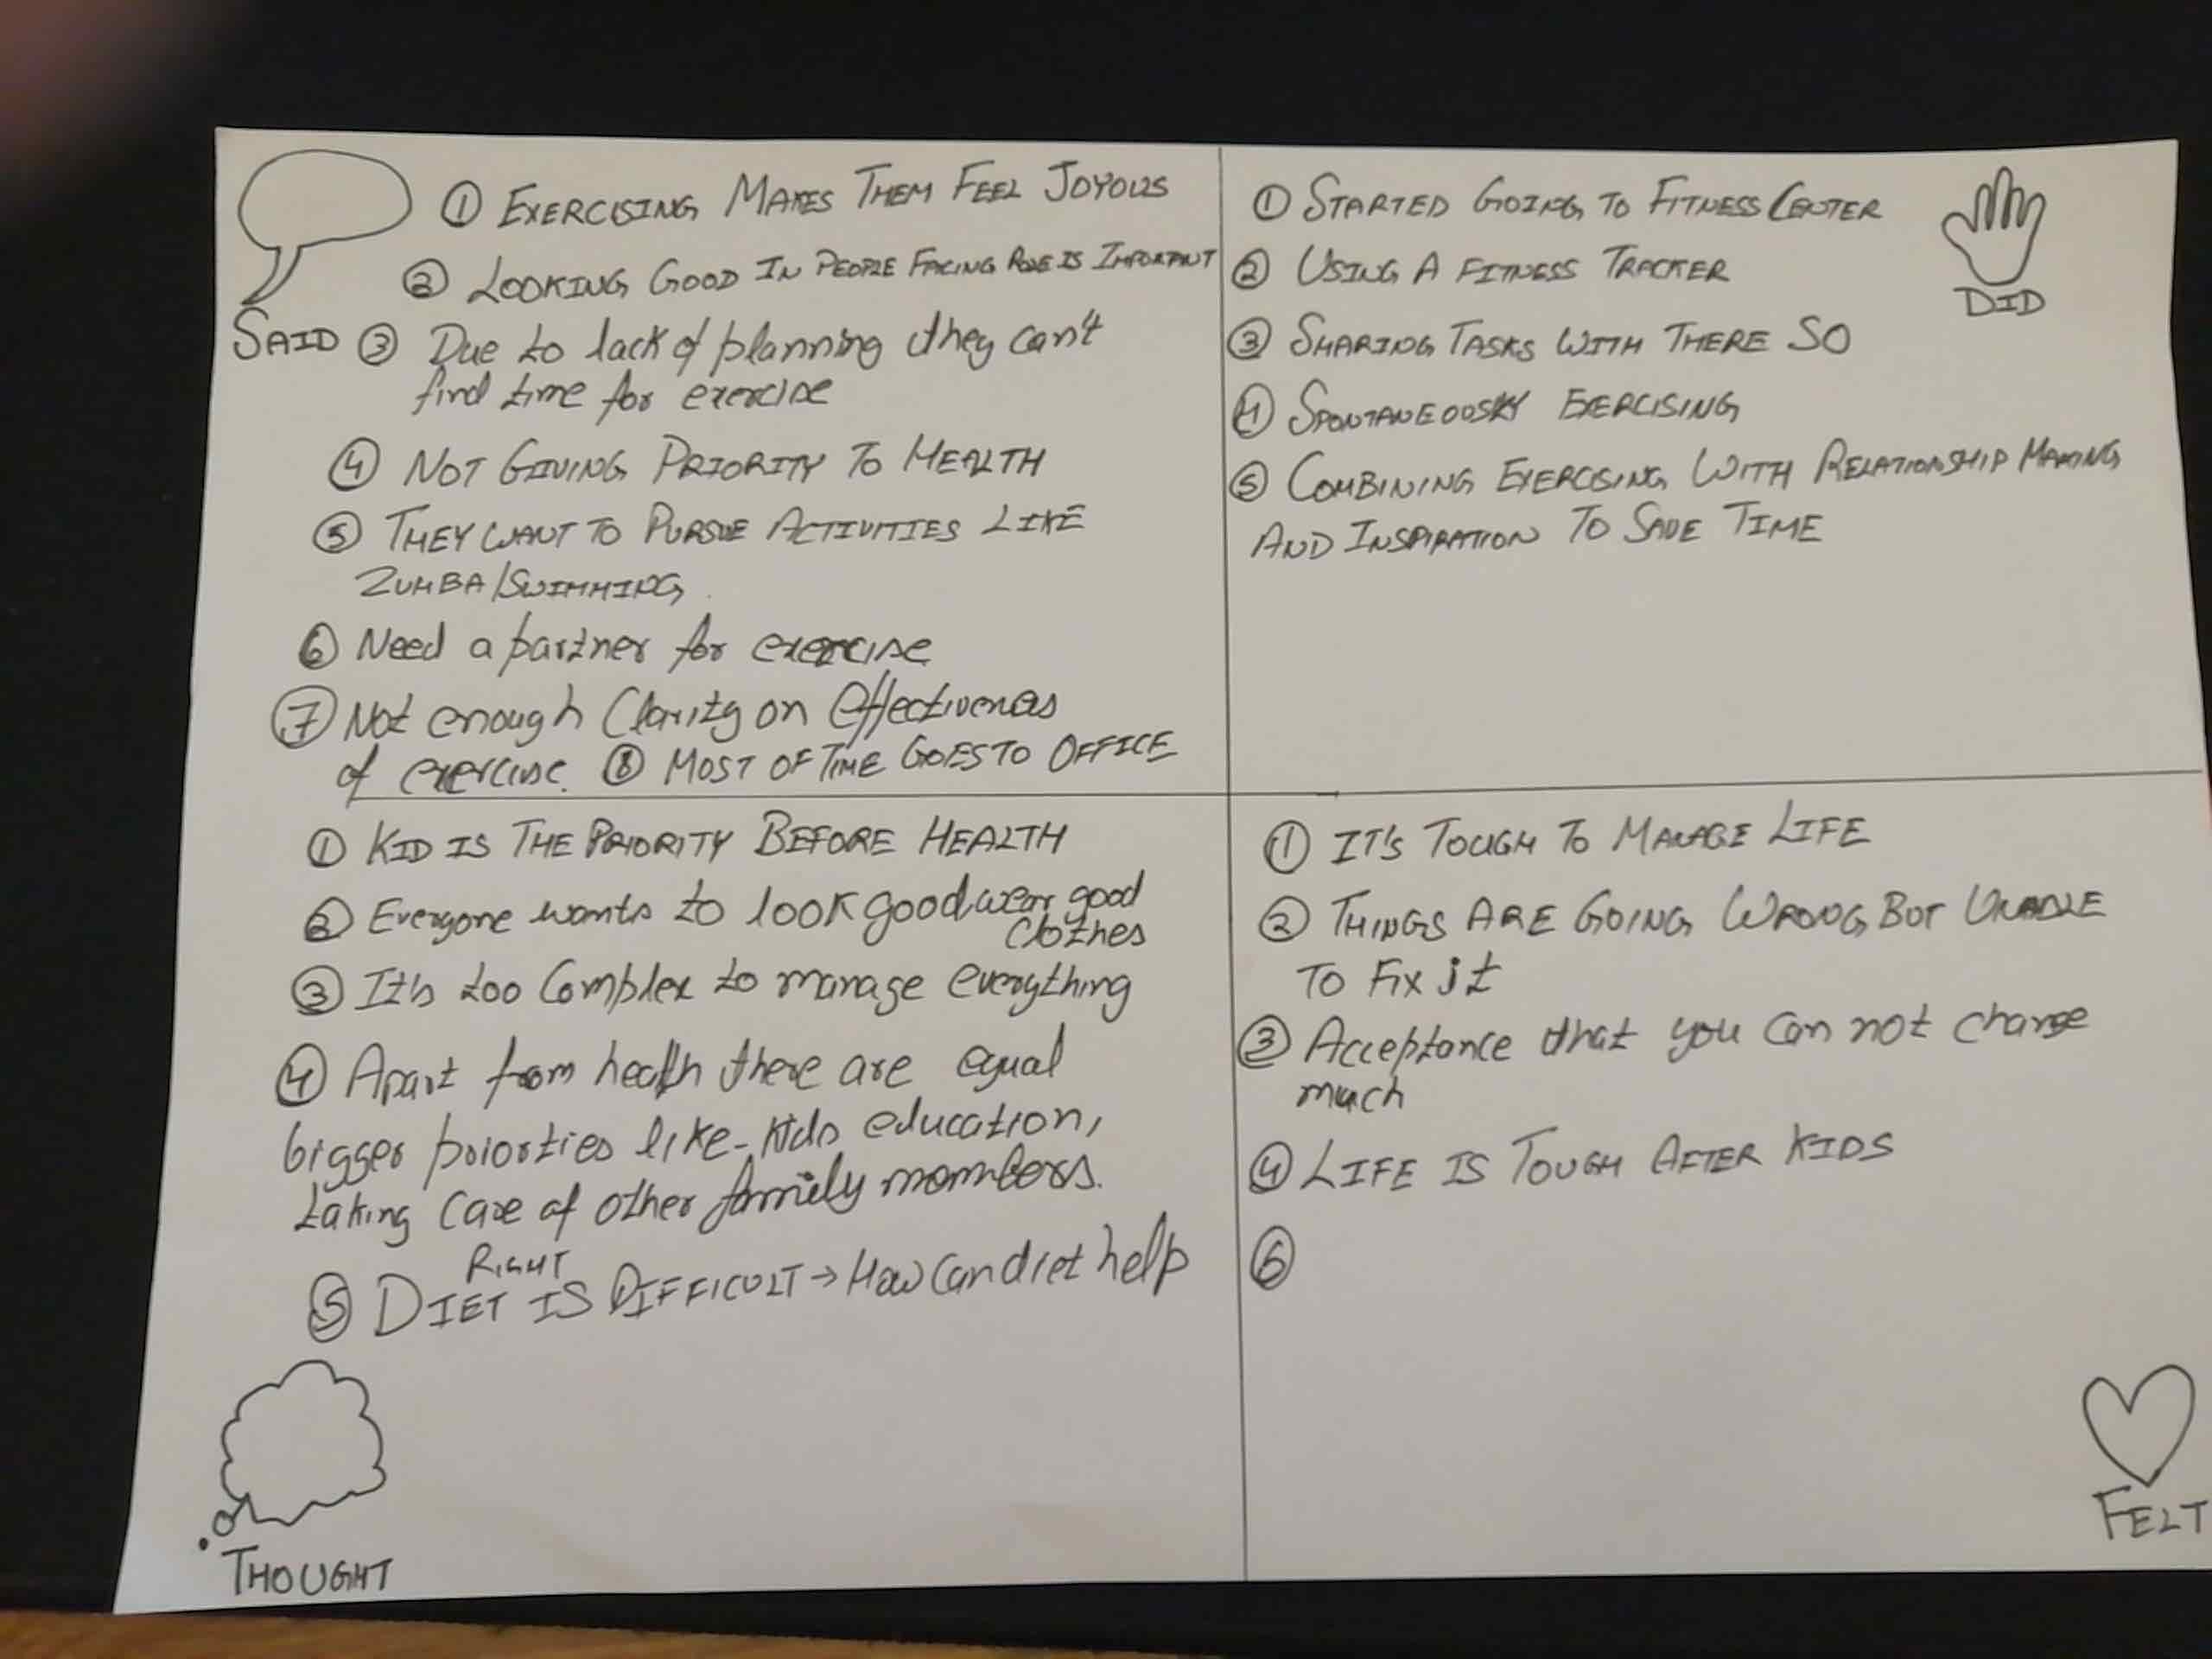 ① EXERCISING MAKES THEM FEEL JOYOUS
② LOOKING GOOD IN PEOPLE FACING ROLE IS IMPORTANT
SAID
③ Due to lack of planning they can't
find time for exercise
④ NOT GIVING PRIORITY TO HEALTH
⑤ THEY WANT TO PURSUE ACTIVITIES LIKE
ZUMBA/SWIMMING
⑥ Need a partner for exercise
⑦ Not enough Clarity on effectiveness
of exercise. ⑧ MOST OF TIME GOES TO OFFICE
① STARTED GOING TO FITNESS CENTER
② USING A FITNESS TRACKER
DID
③ SHARING TASKS WITH THERE SO
④ SPONTANEOUSLY EXERCISING
⑤ COMBINING EXERCISING WITH RELATIONSHIP MAKING
AND INSPIRATION TO SAVE TIME
① KID IS THE PRIORITY BEFORE HEALTH
② Everyone wants to look good wear good
clothes
③ It's too Complex to manage everything
④ Apart from health there are equal
bigger priorties like - kids education,
taking Care of other family members.
RIGHT
⑤ DIET IS DIFFICULT → How Can diet help
THOUGHT
① IT'S TOUGH TO MANAGE LIFE
② THINGS ARE GOING WRONG BUT UNABLE
TO FIX it
③ Acceptance that you Can not change
much
④ LIFE IS TOUGH AFTER KIDS
⑥
FELT